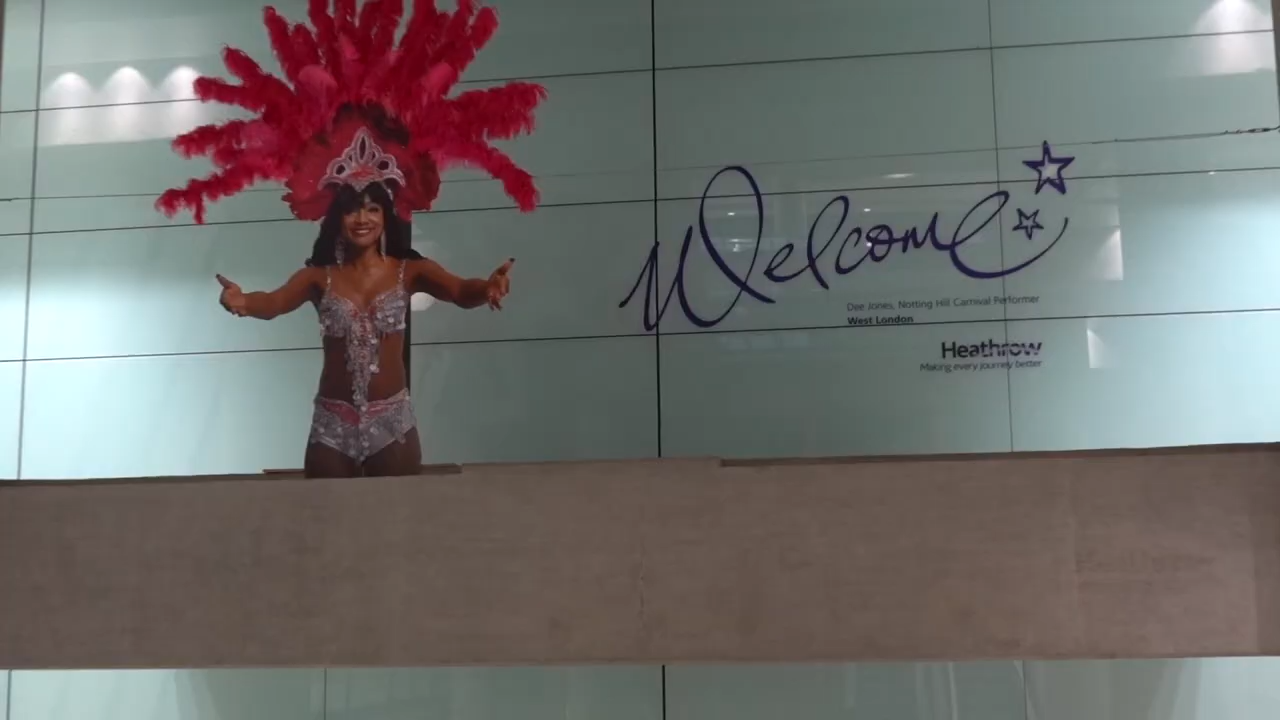 Welcome
Dee Jones, Notting Hill Carnival Performer
West London
Heathrow
Making every journey better